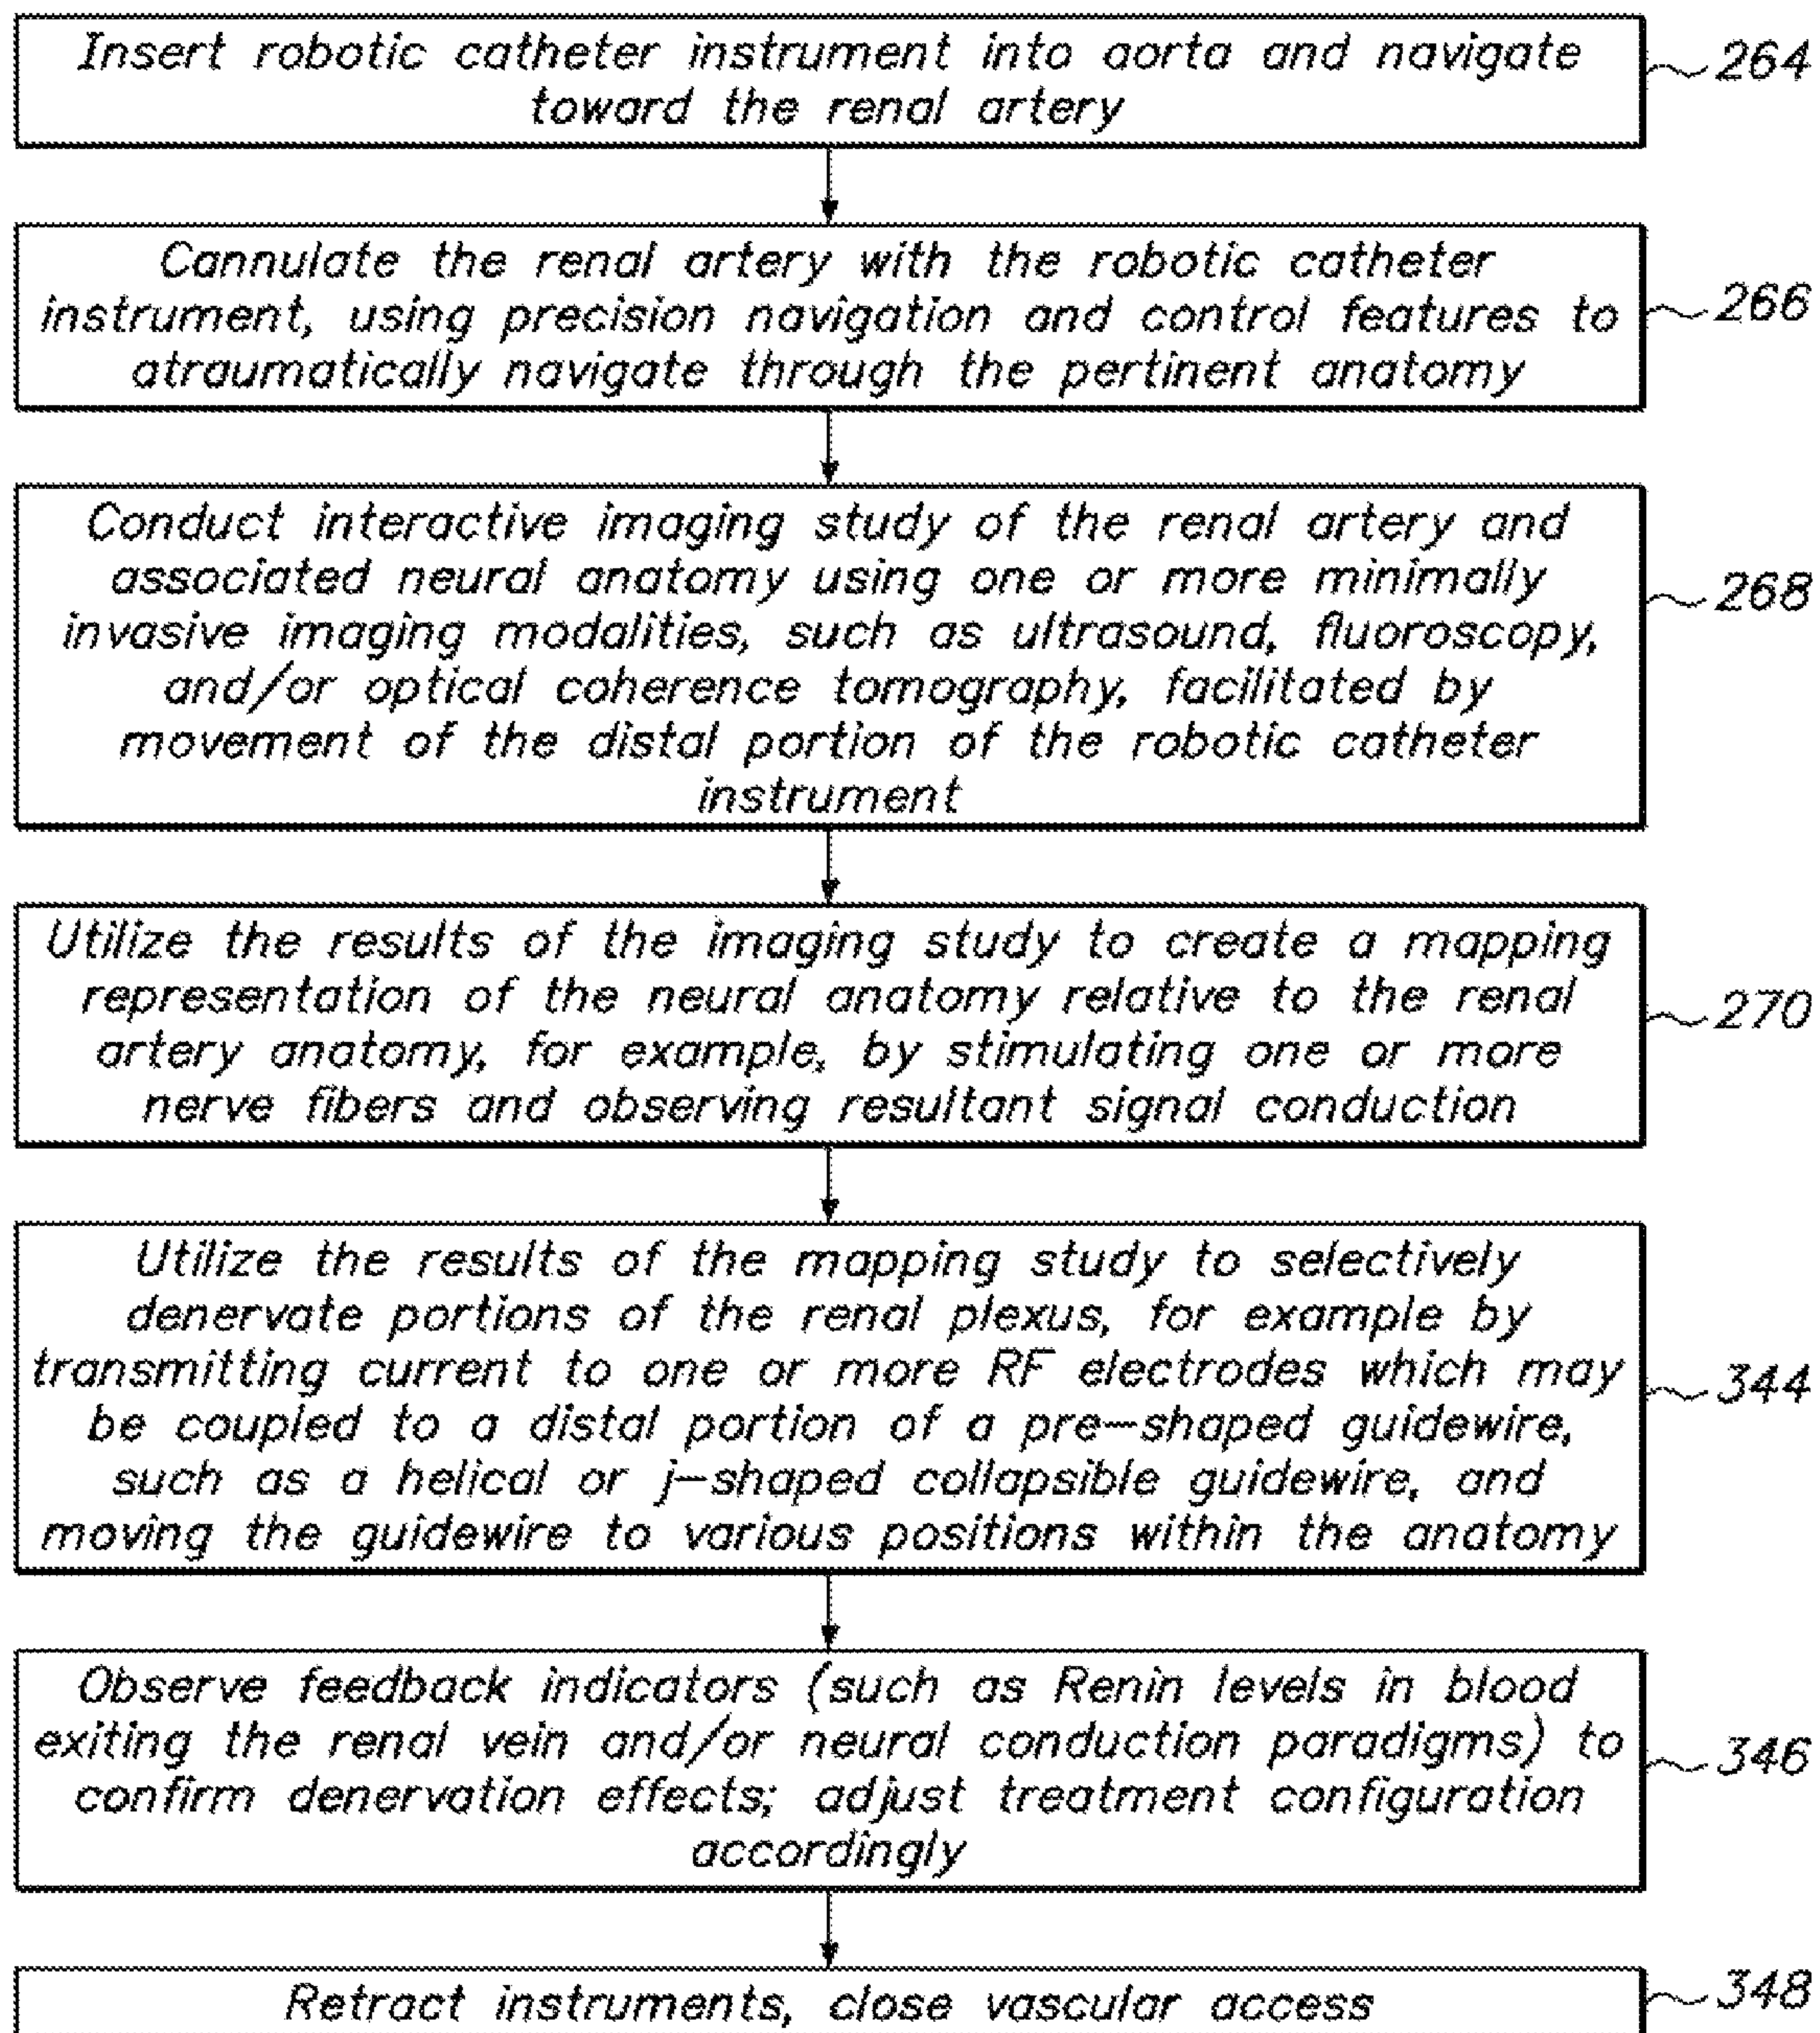 Insert robotic catheter instrument into aorta and navigate
toward the renal artery
264
Cannulate the renal artery with the robotic catheter
instrument, using precision navigation and control features to
atraumatically navigate through the pertinent anatomy
266
Conduct interactive imaging study of the renal artery and
associated neural anatomy using one or more minimally
invasive imaging modalities, such as ultrasound, fluoroscopy,
and/or optical coherence tomography, facilitated by
movement of the distal portion of the robotic catheter
instrument
268
Utilize the results of the imaging study to create a mapping
representation of the neural anatomy relative to the renal
artery anatomy, for example, by stimulating one or more
nerve fibers and observing resultant signal conduction
270
Utilize the results of the mapping study to selectively
denervate portions of the renal plexus, for example by
transmitting current to one or more RF electrodes which may
be coupled to a distal portion of a pre-shaped guidewire,
such as a helical or j-shaped collapsible guidewire, and
moving the guidewire to various positions within the anatomy
344
Observe feedback indicators (such as Renin levels in blood
exiting the renal vein and/or neural conduction paradigms) to
confirm denervation effects; adjust treatment configuration
accordingly
346
Retract instruments, close vascular access
348